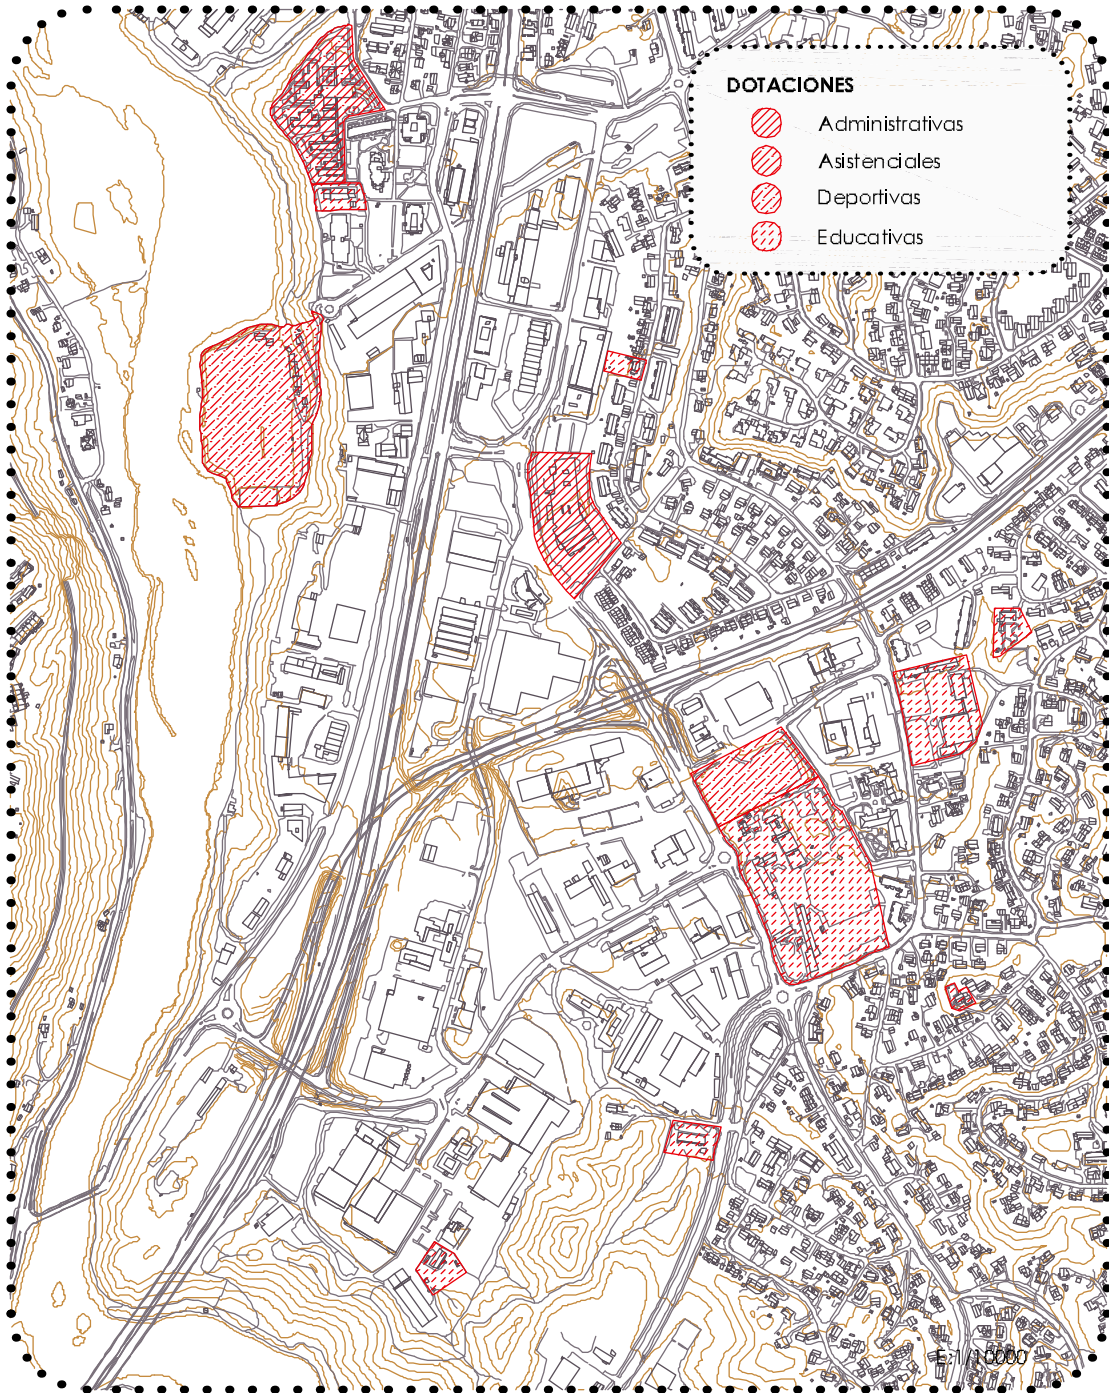 DOTACIONES
Administrativas
Asistenciales
Deportivas
Educativas
E:1/10000